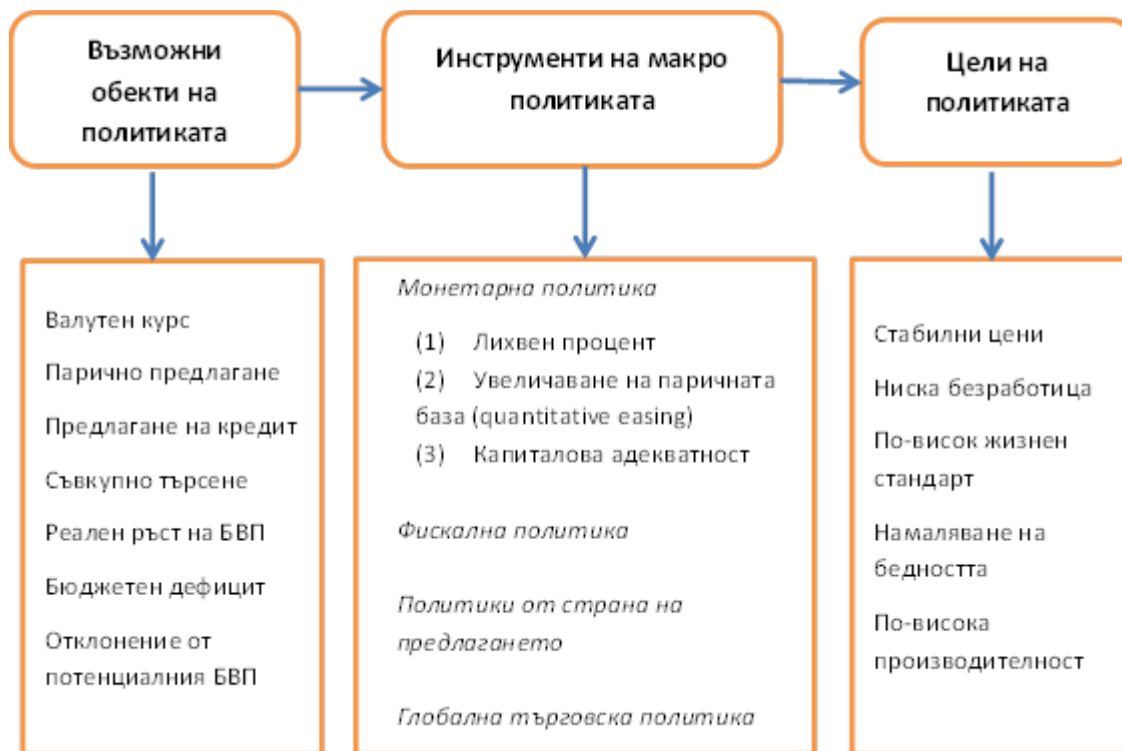 Възможни
обекти на
политиката
Инструменти на макро
политиката
Цели на
политиката
Валутен курс
Парично предлагане
Предлагане на кредит
Съвкупно търсене
Реален ръст на БВП
Бюджетен дефицит
Отклонение от
потенциалния БВП
Монетарна политика
(1) Лихвен процент
(2) Увеличаване на паричната
база (quantitative easing)
(3) Капиталова адекватност
Фискална политика
Политики от страна на
предлагането
Глобална търговска политика
Стабилни цени
Ниска безработица
По-висок жизнен
стандарт
Намаляване на
бедността
По-висока
производителност